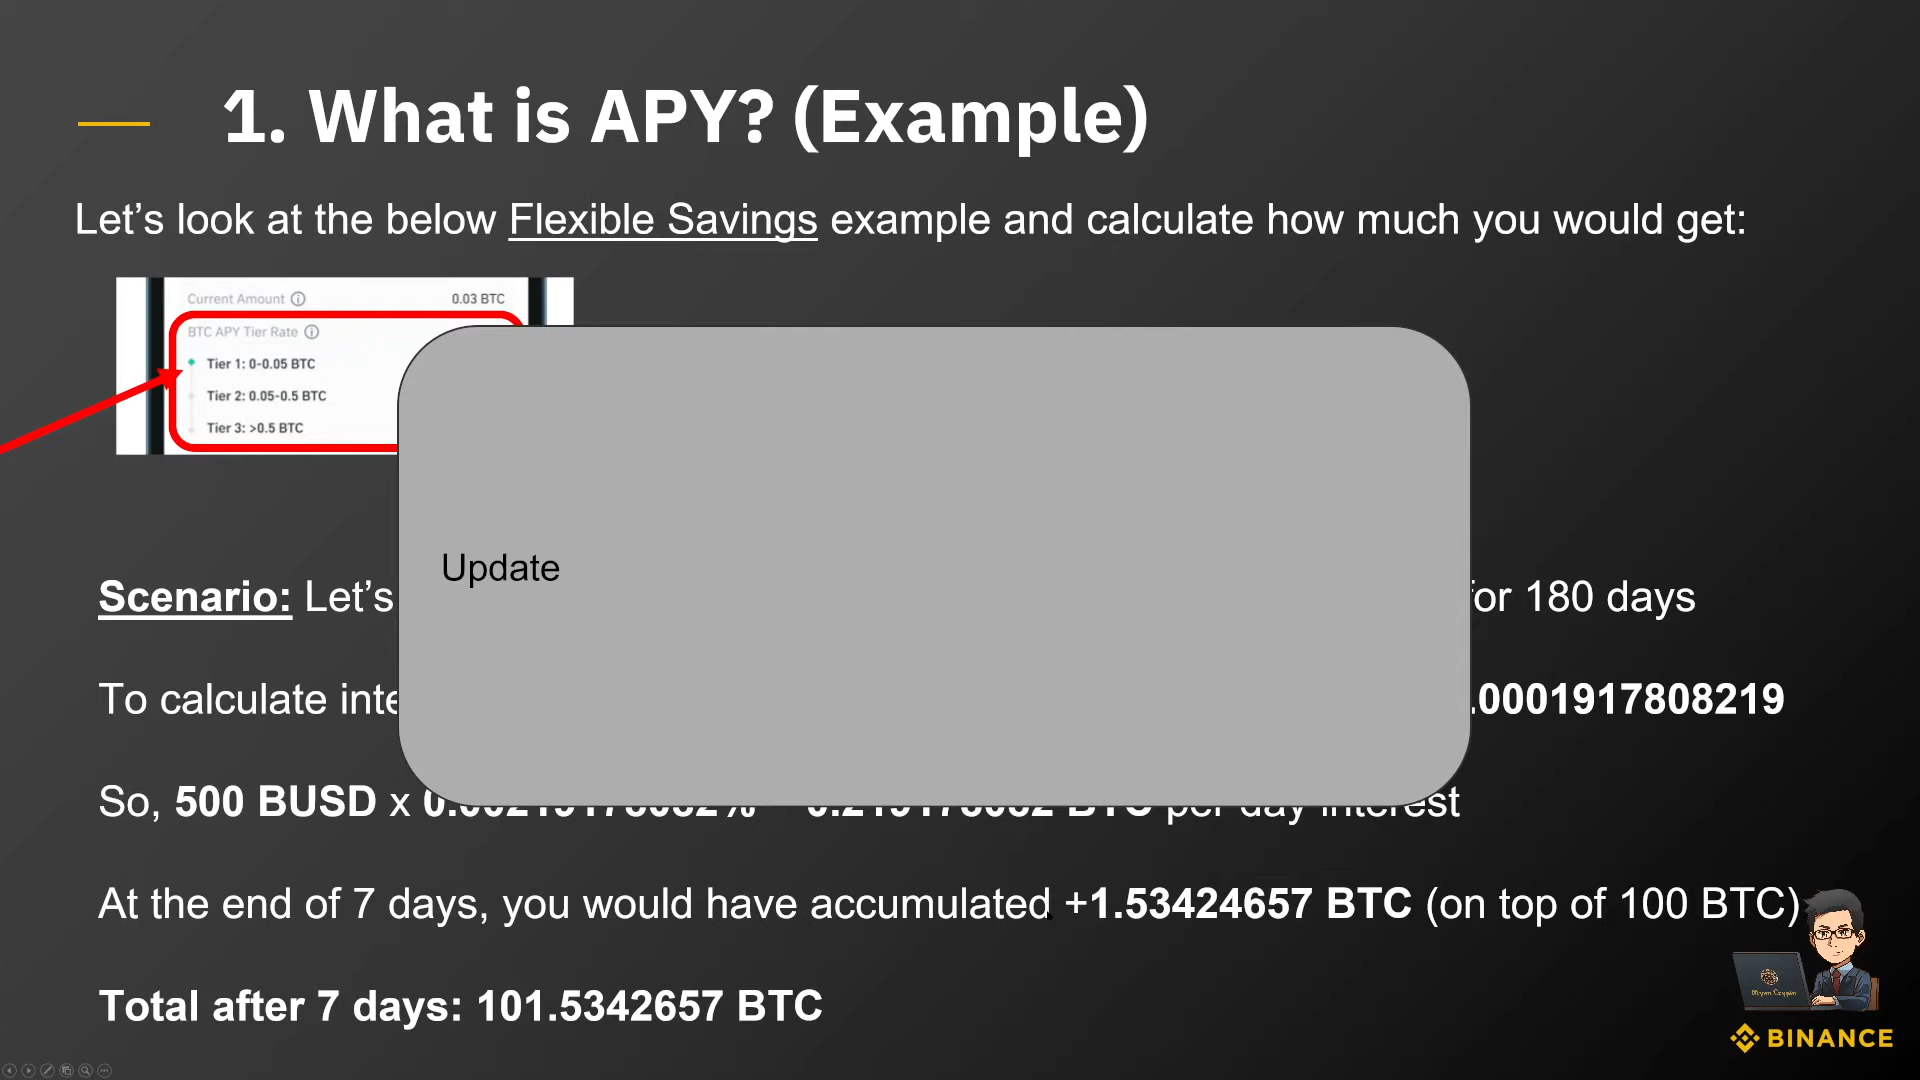 1. What is APY? (Example)
Let’s look at the below Flexible Savings example and calculate how much you would get:
Current Amount 0.03 BTC
BTC APY Tier Rate
Tier 1: 0-0.05 BTC
Tier 2: 0.05-0.5 BTC
Tier 3: >0.5 BTC
Update
Scenario: Let’s for 180 days
To calculate .0001917808219
So, 500 BUSD x per day interest
At the end of 7 days, you would have accumulated +1.53424657 BTC (on top of 100 BTC)
Total after 7 days: 101.5342657 BTC
BINANCE